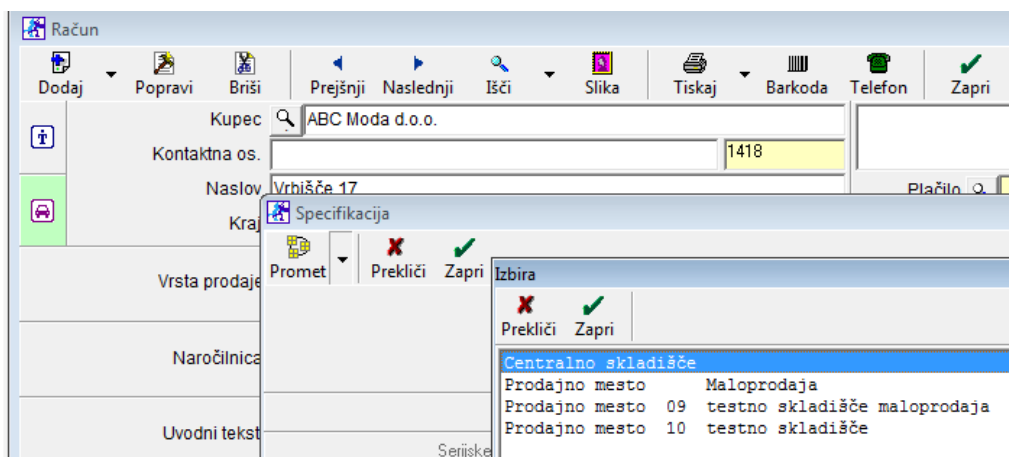 Račun
Dodaj Popravi Briši Prejšnji Naslednji Išči Slika Tiskaj Barkoda Telefon Zapri
Kupec ABC Moda d.o.o.
Kontaktna os. 1418
Naslov Vrbišče 17 Plačilo
Kraj
Specifikacija
Promet Prekliči Zapri
Izbira
Prekliči Zapri
Vrsta prodaje
Naročilnica
Uvodni tekst
Centralno skladišče
Prodajno mesto Maloprodaja
Prodajno mesto 09 testno skladišče maloprodaja
Prodajno mesto 10 testno skladišče
Serijske